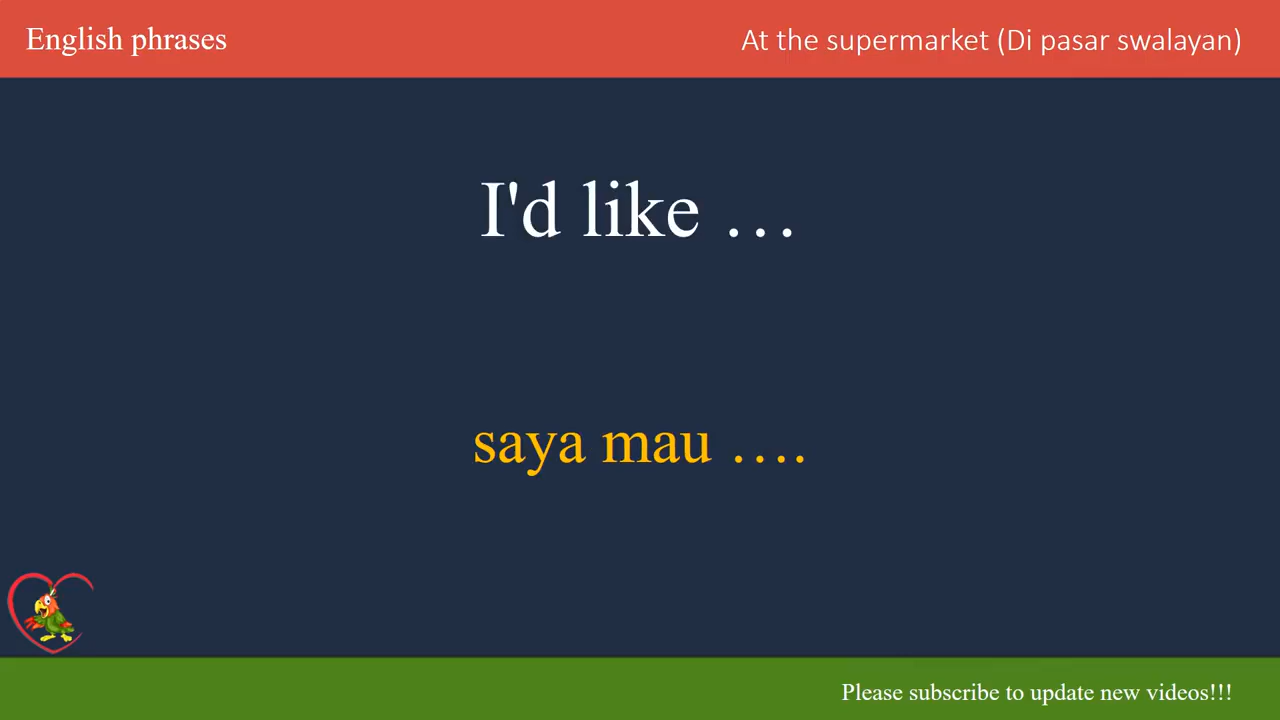 English phrases
At the supermarket (Di pasar swalayan)
I'd like …
saya mau ….
Please subscribe to update new videos!!!